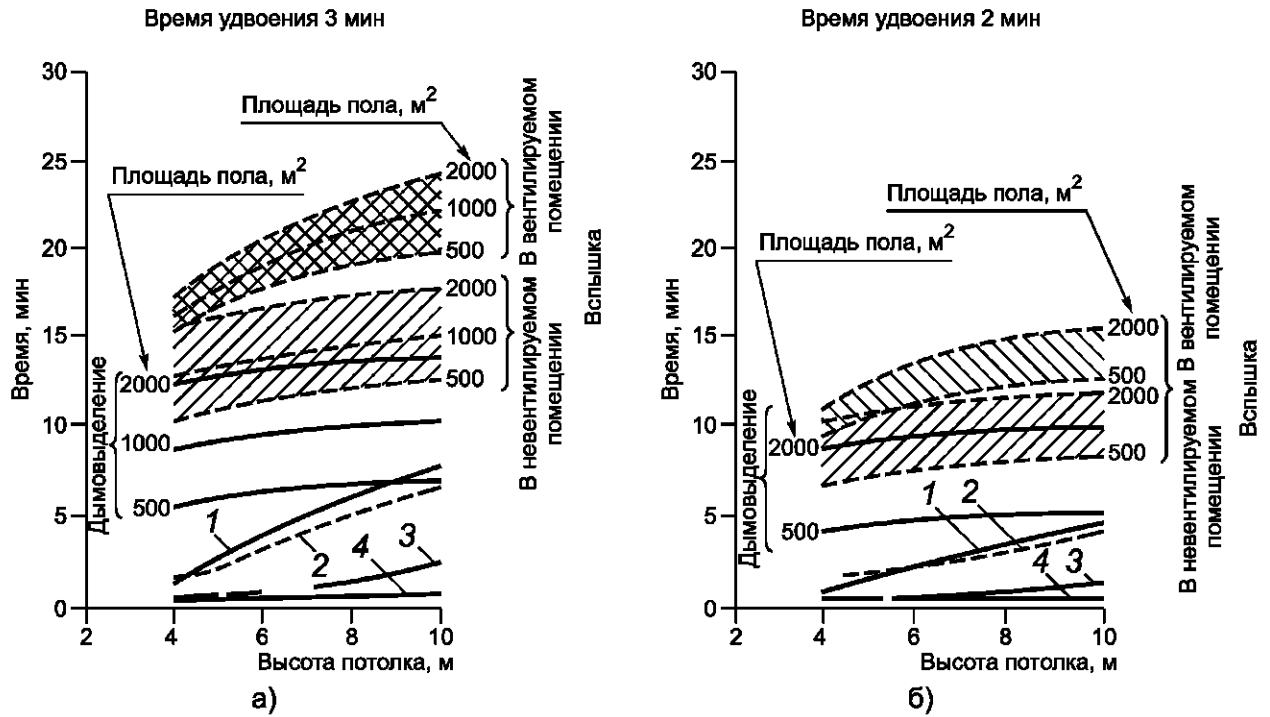 Время удвоения 3 мин
30
25
20
15
10
5
0
Время, мин
Площадь пола, м²
Площадь пола, м²
2000
1000
500
В вентилируемом
помещении
2000
1000
500
В невентилируемом
помещении
Вспышка
Дымовыделение
2000
1000
500
1
2
4
3
2
4
6
8
10
Высота потолка, м
а)
Время удвоения 2 мин
30
25
20
15
10
5
0
Время, мин
Площадь пола, м²
Площадь пола, м²
2000
500
2000
500
В вентилируемом
помещении
В невентилируемом
помещении
Вспышка
Дымовыделение
2000
500
1
2
4
3
2
4
6
8
10
Высота потолка, м
б)